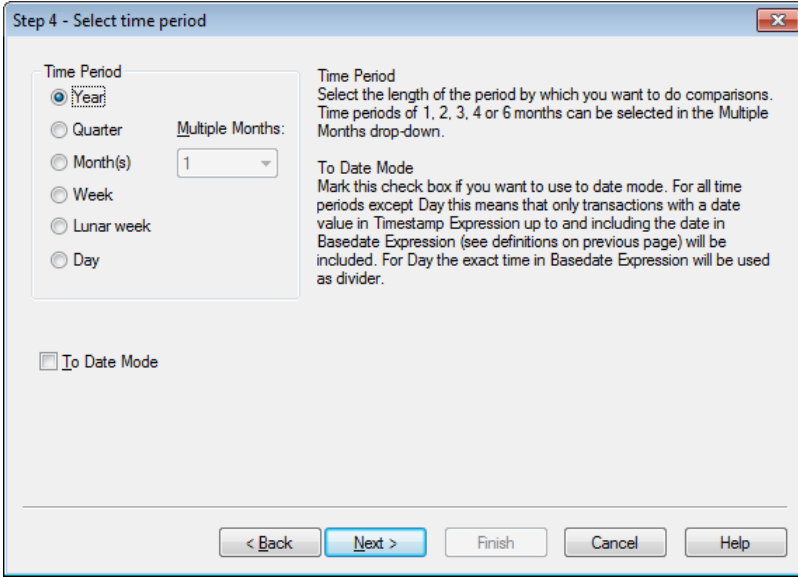 Step 4 - Select time period
Time Period
Year
Quarter
Multiple Months:
Month(s)
1
Week
Lunar week
Day
To Date Mode
Time Period
Select the length of the period by which you want to do comparisons.
Time periods of 1, 2, 3, 4 or 6 months can be selected in the Multiple
Months drop-down.
To Date Mode
Mark this check box if you want to use to date mode. For all time
periods except Day this means that only transactions with a date
value in Timestamp Expression up to and including the date in
Basedate Expression (see definitions on previous page) will be
included. For Day the exact time in Basedate Expression will be used
as divider.
< Back
Next >
Finish
Cancel
Help